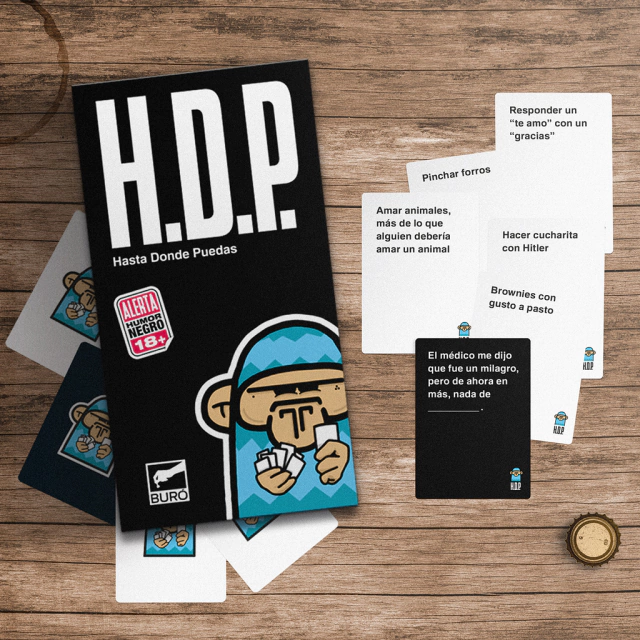 H.D.P.
Hasta Donde Puedas
ALERTA
HUMOR
NEGRO
18+
BURÓ
Responder un
“te amo” con un
“gracias”
Pinchar forros
Amar animales,
más de lo que
alguien debería
amar un animal
Hacer cucharita
con Hitler
H.D.P.
Brownies con
gusto a pasto
H.D.P.
El médico me dijo
que fue un milagro,
pero de ahora en
más, nada de
__________ .
H.D.P.